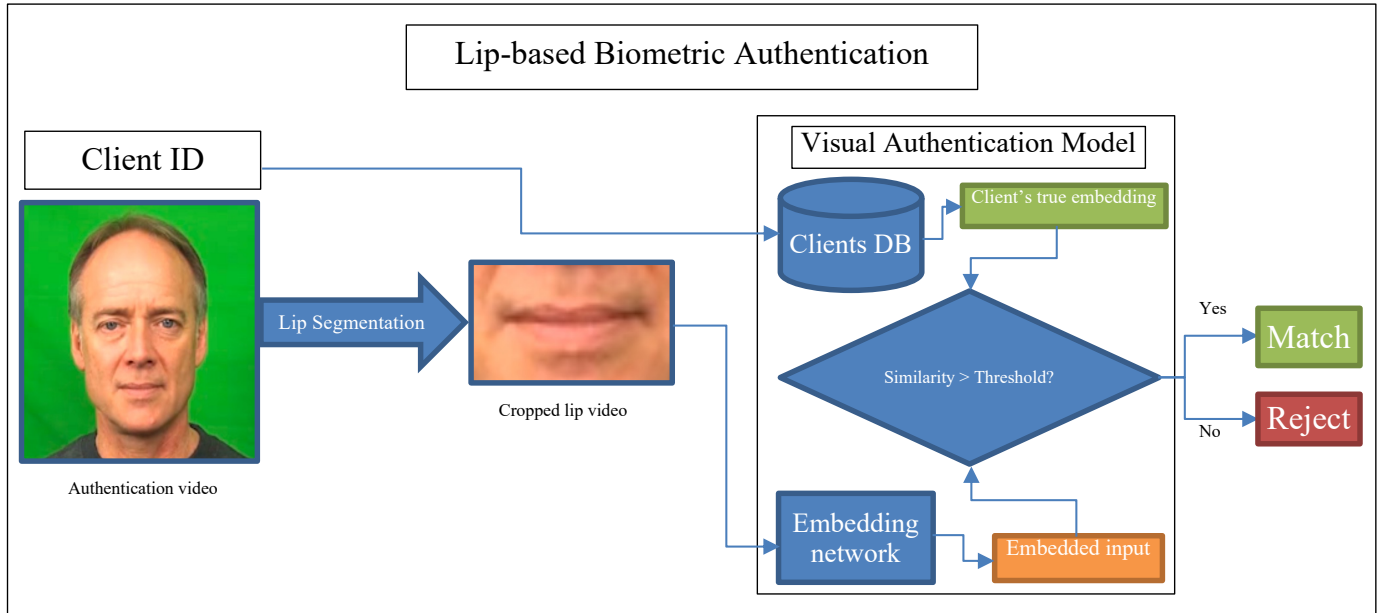 Lip-based Biometric Authentication
Client ID
Visual Authentication Model
Clients DB
Client's true embedding
Lip Segmentation
Cropped lip video
Authentication video
Similarity > Threshold?
Yes
Match
No
Reject
Embedding
network
Embedded input